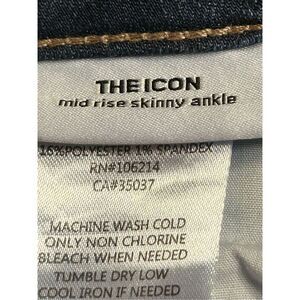 THE ICON
mid rise skinny ankle
16%POLYESTER 1% SPANDEX
RN#106214
CA#35037
MACHINE WASH COLD
ONLY NON CHLORINE
BLEACH WHEN NEEDED
TUMBLE DRY LOW
COOL IRON IF NEEDED